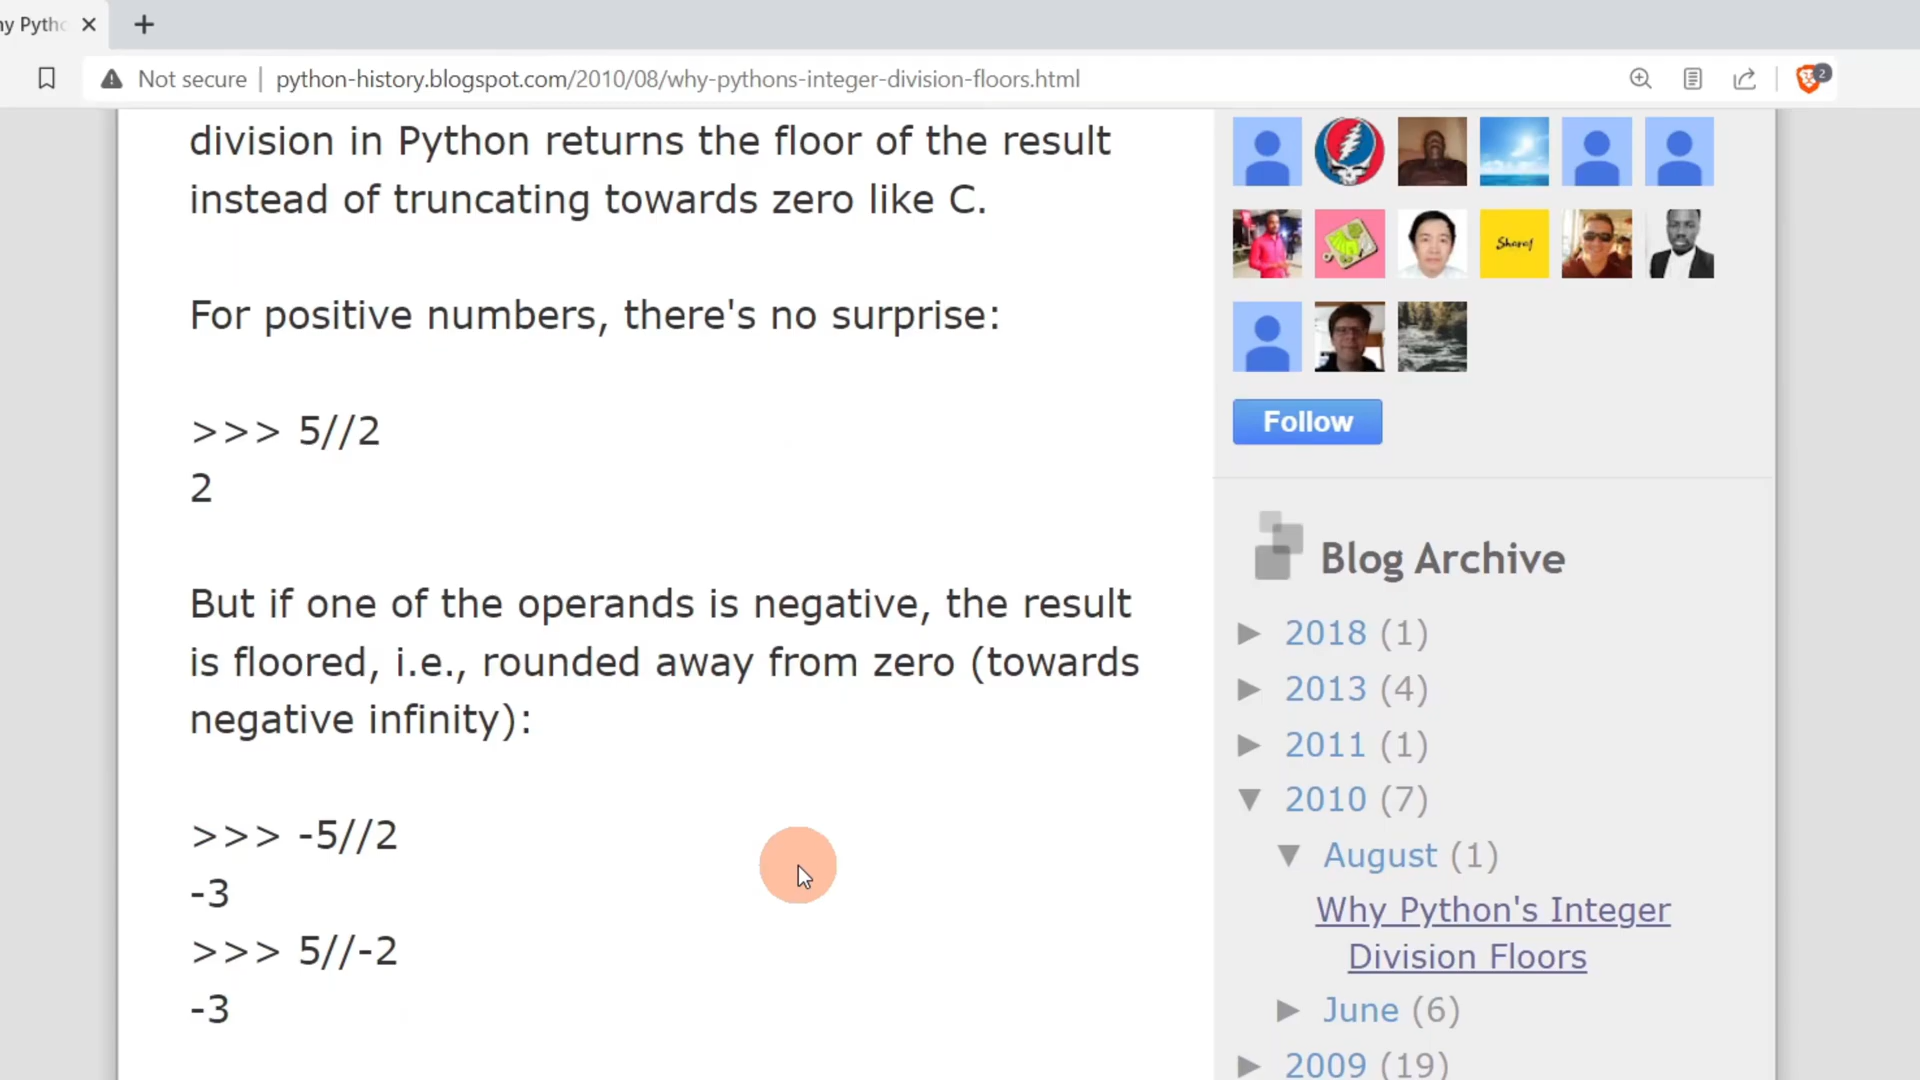 Not secure | python-history.blogspot.com/2010/08/why-pythons-integer-division-floors.html
2
division in Python returns the floor of the result
instead of truncating towards zero like C.
For positive numbers, there's no surprise:
>>> 5//2
2
But if one of the operands is negative, the result
is floored, i.e., rounded away from zero (towards
negative infinity):
>>> -5//2
-3
>>> 5//-2
-3
Sharef
Follow
Blog Archive
► 2018 (1)
► 2013 (4)
► 2011 (1)
▼ 2010 (7)
▼ August (1)
Why Python's Integer
Division Floors
► June (6)
► 2009 (19)